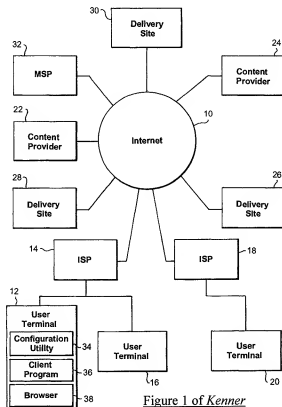 30
Delivery
Site
32
MSP
24
Content
Provider
22
Content
Provider
10
Internet
28
Delivery
Site
26
Delivery
Site
14
ISP
18
ISP
12
User
Terminal
Configuration
Utility
34
Client
Program
36
Browser
38
User
Terminal
16
User
Terminal
20
Figure 1 of Kenner